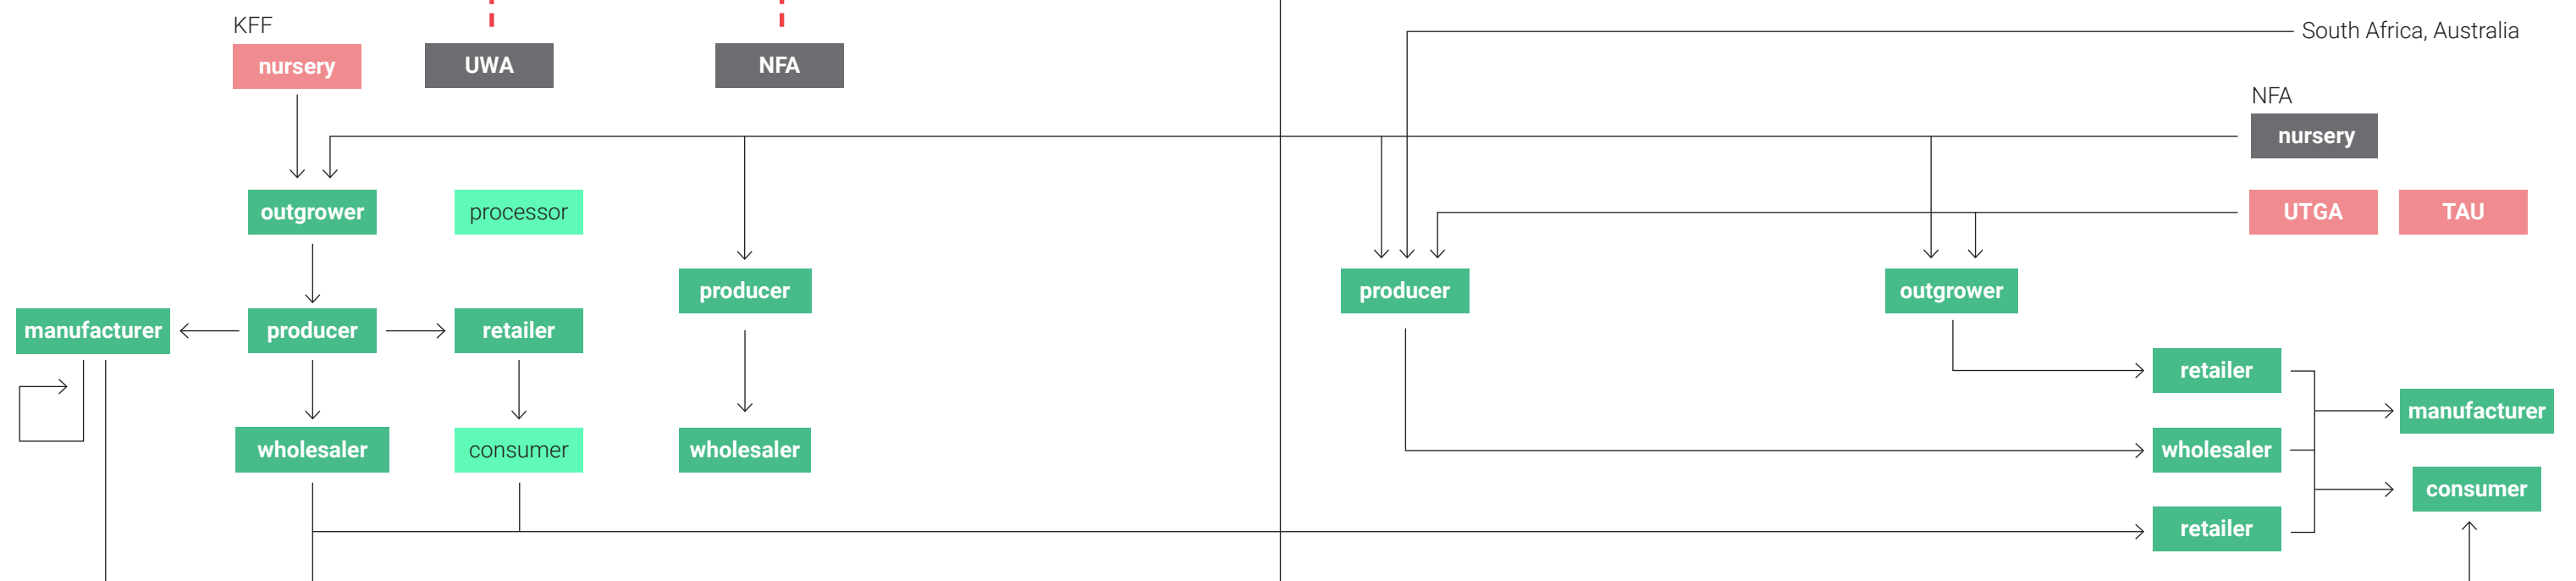 KFF
nursery
UWA
NFA
South Africa, Australia
NFA
nursery
outgrower
processor
UTGA
TAU
producer
producer
outgrower
manufacturer
producer
retailer
retailer
manufacturer
wholesaler
consumer
wholesaler
wholesaler
consumer
retailer